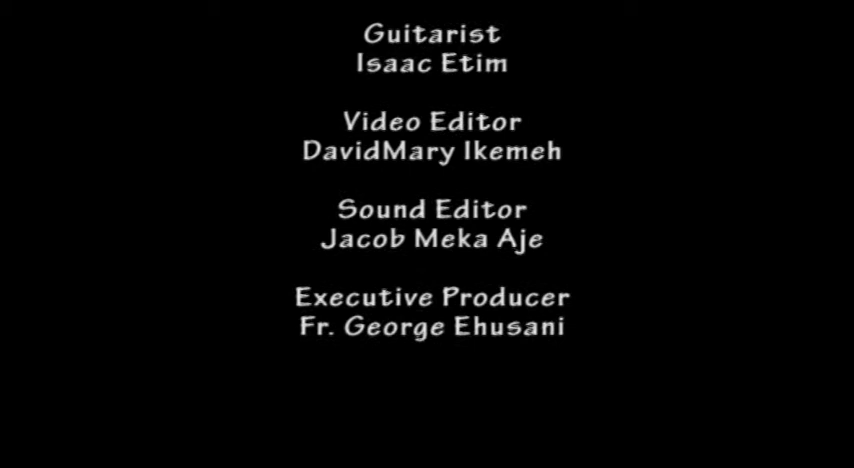 Guitarist
Isaac Etim
Video Editor
DavidMary Ikemeh
Sound Editor
Jacob Meka Aje
Executive Producer
Fr. George Ehusani